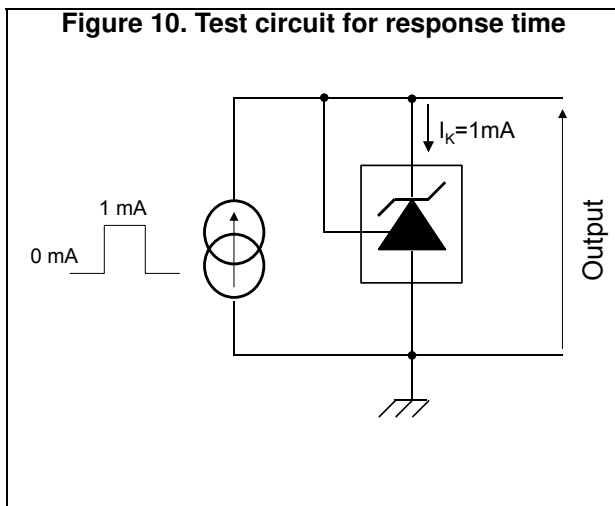 Figure 10. Test circuit for response time
I_K=1mA
1 mA
0 mA
Output